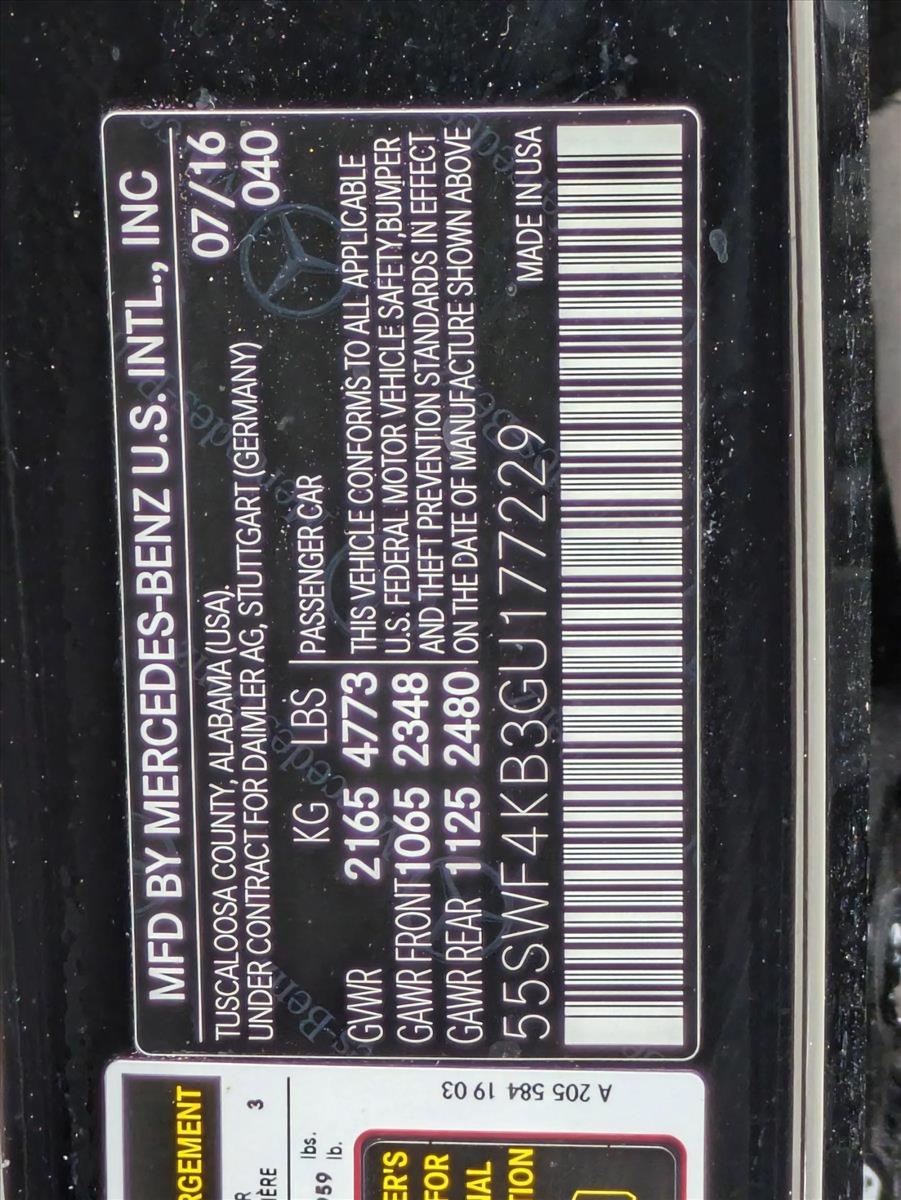 MFD BY MERCEDES-BENZ U.S. INTL., INC
TUSCALOOSA COUNTY, ALABAMA (USA). 07/16
UNDER CONTRACT FOR DAIMLER AG, STUTTGART (GERMANY) 040
KG LBS PASSENGER CAR
GVWR 2165 4773 THIS VEHICLE CONFORMS TO ALL APPLICABLE
U.S. FEDERAL MOTOR VEHICLE SAFETY,BUMPER
GAWR FRONT 1065 2348 AND THEFT PREVENTION STANDARDS IN EFFECT
GAWR REAR 1125 2480 ON THE DATE OF MANUFACTURE SHOWN ABOVE
55SWF4KB3GU177229 MADE IN USA
A 205 584 19 03
3
lbs.
lb.
FOR